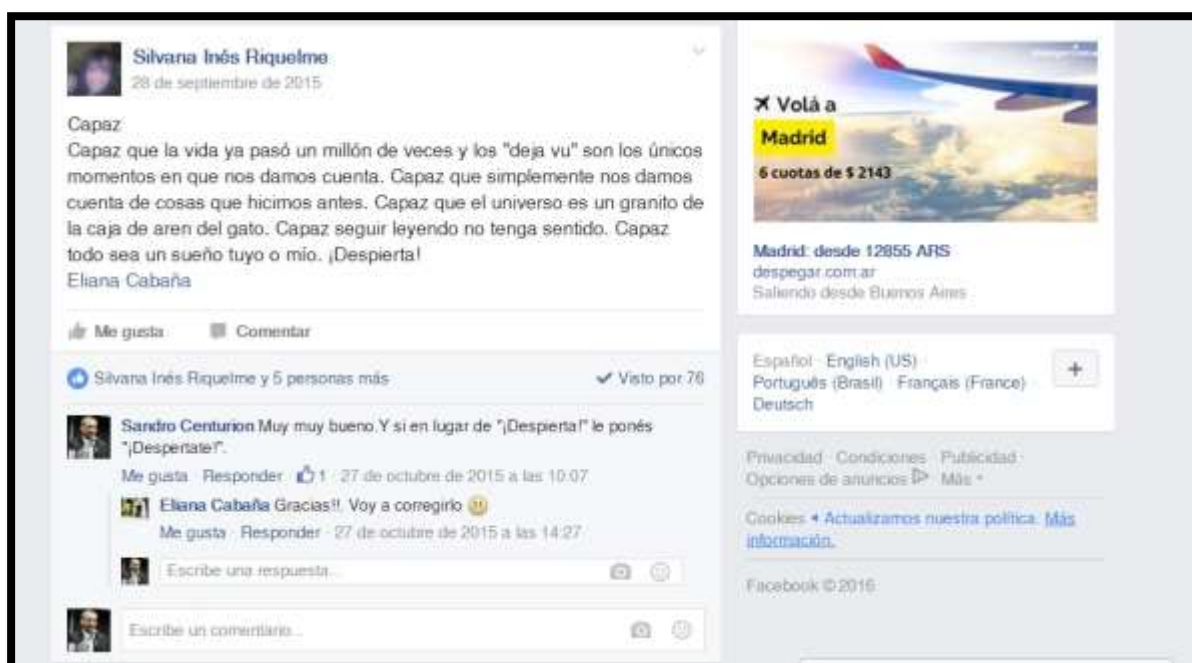 Silvana Inés Riquelme
28 de septiembre de 2015
Capaz
Capaz que la vida ya pasó un millón de veces y los "deja vu" son los únicos
momentos en que nos damos cuenta. Capaz que simplemente nos damos
cuenta de cosas que hicimos antes. Capaz que el universo es un granito de
la caja de aren del gato. Capaz seguir leyendo no tenga sentido. Capaz
todo sea un sueño tuyo o mío. ¡Despierta!
Eliana Cabaña
Me gusta Comentar
Silvana Inés Riquelme y 5 personas más Visto por 76
Sandro Centurion Muy muy bueno.Y si en lugar de "¡Despierta!" le ponés
"¡Despertate!".
Me gusta · Responder · 1 · 27 de octubre de 2015 a las 10:07
Eliana Cabaña Gracias!!. Voy a corregirlo
Me gusta · Responder · 27 de octubre de 2015 a las 14:27
Escribe una respuesta...
Escribe un comentario...
Volá a
Madrid
6 cuotas de $ 2143
Madrid: desde 12855 ARS
despegar.com.ar
Saliendo desde Buenos Aires
Español · English (US) ·
Português (Brasil) · Français (France) ·
Deutsch
+
Privacidad · Condiciones · Publicidad ·
Opciones de anuncios · Más
Cookies · Actualizamos nuestra política. Más
información.
Facebook © 2016